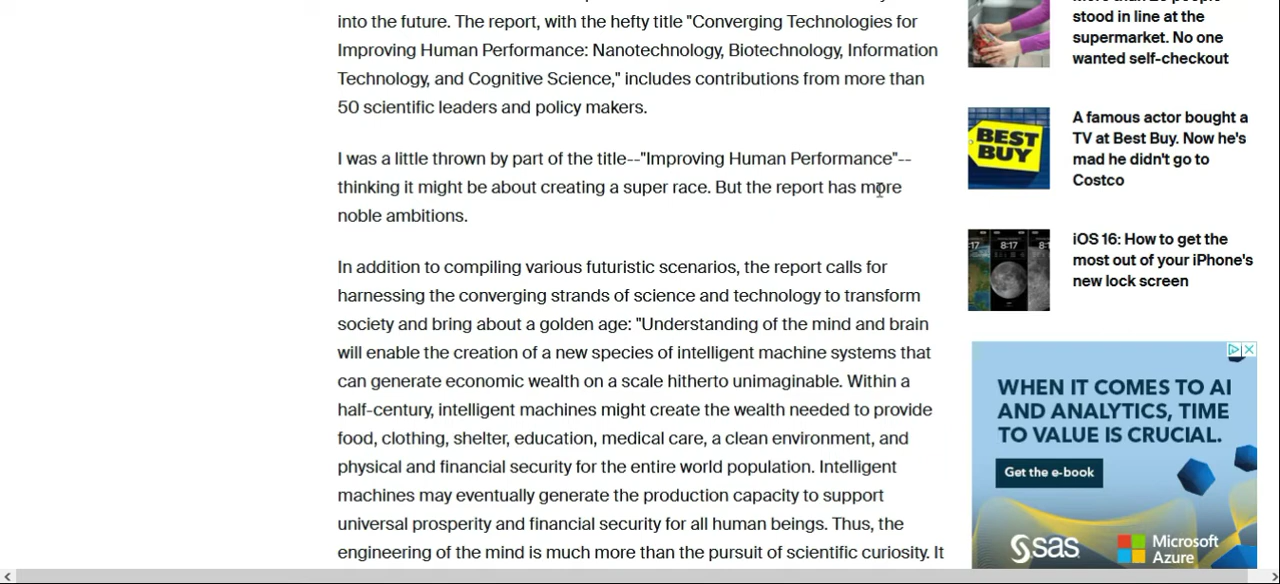 into the future. The report, with the hefty title "Converging Technologies for
Improving Human Performance: Nanotechnology, Biotechnology, Information
Technology, and Cognitive Science," includes contributions from more than
50 scientific leaders and policy makers.
I was a little thrown by part of the title--"Improving Human Performance"--
thinking it might be about creating a super race. But the report has more
noble ambitions.
In addition to compiling various futuristic scenarios, the report calls for
harnessing the converging strands of science and technology to transform
society and bring about a golden age: "Understanding of the mind and brain
will enable the creation of a new species of intelligent machine systems that
can generate economic wealth on a scale hitherto unimaginable. Within a
half-century, intelligent machines might create the wealth needed to provide
food, clothing, shelter, education, medical care, a clean environment, and
physical and financial security for the entire world population. Intelligent
machines may eventually generate the production capacity to support
universal prosperity and financial security for all human beings. Thus, the
engineering of the mind is much more than the pursuit of scientific curiosity. It
stood in line at the
supermarket. No one
wanted self-checkout
BEST
BUY
A famous actor bought a
TV at Best Buy. Now he's
mad he didn't go to
Costco
:17
8:17
8:1
iOS 16: How to get the
most out of your iPhone's
new lock screen
WHEN IT COMES TO AI
AND ANALYTICS, TIME
TO VALUE IS CRUCIAL.
Get the e-book
sas
Microsoft
Azure